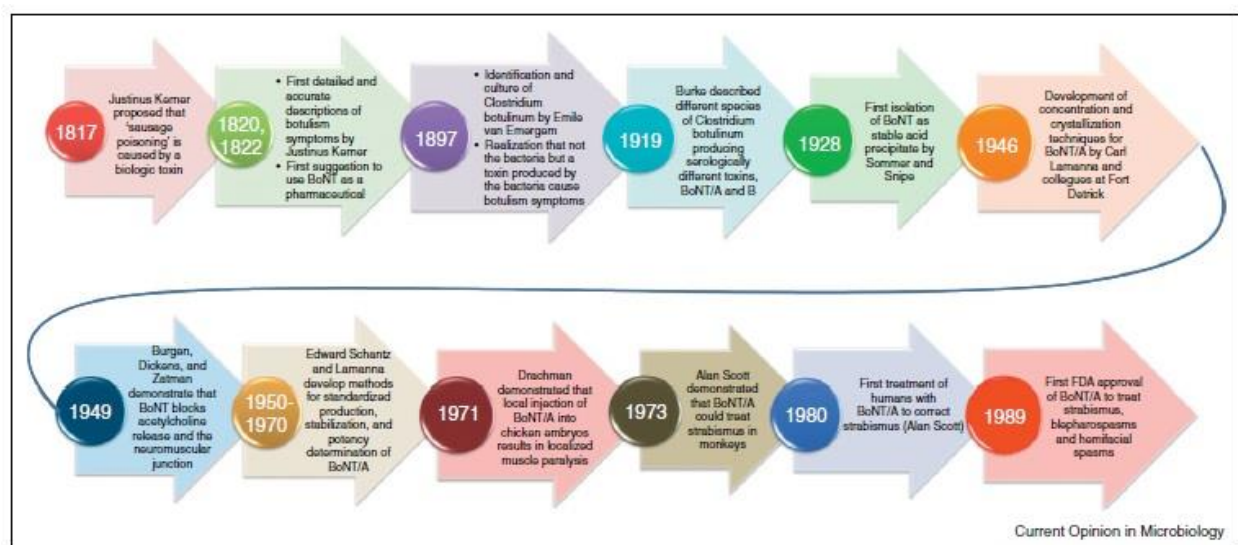 1817
Justinus Kerner
proposed that
'sausage
poisoning' is
caused by a
biologic toxin
1820,
1822
• First detailed and
accurate
descriptions of
botulism
symptoms by
Justinus Kerner
• First suggestion to
use BoNT as a
pharmaceutical
1897
• Identification and
culture of
Clostridium
botulinum by Emile
van Emergem
• Realization that not
the bacteria but a
toxin produced by
the bacteria cause
botulism symptoms
1919
Burke described
different species
of Clostridium
botulinum
producing
serologically
different toxins,
BoNT/A and B
1928
First isolation
of BoNT as
stable acid
precipitate by
Sommer and
Snipe
1946
Development of
concentration and
crystallization
techniques for
BoNT/A by Carl
Lamanna and
collegues at Fort
Detrick
1949
Burgen,
Dickens, and
Zatman
demonstrate that
BoNT blocks
acetylcholine
release and the
neuromuscular
junction
1950-
1970
Edward Schantz
and Lamanna
develop methods
for standardized
production,
stabilization, and
potency
determination of
BoNT/A
1971
Drachman
demonstrated that
local injection of
BoNT/A into
chicken embryos
results in localized
muscle paralysis
1973
Alan Scott
demonstrated
that BoNT/A
could treat
strabismus in
monkeys
1980
First treatment of
humans with
BoNT/A to correct
strabismus (Alan Scott)
1989
First FDA approval
of BoNT/A to treat
strabismus,
blepharospasms
and hemifacial
spasms
Current Opinion in Microbiology